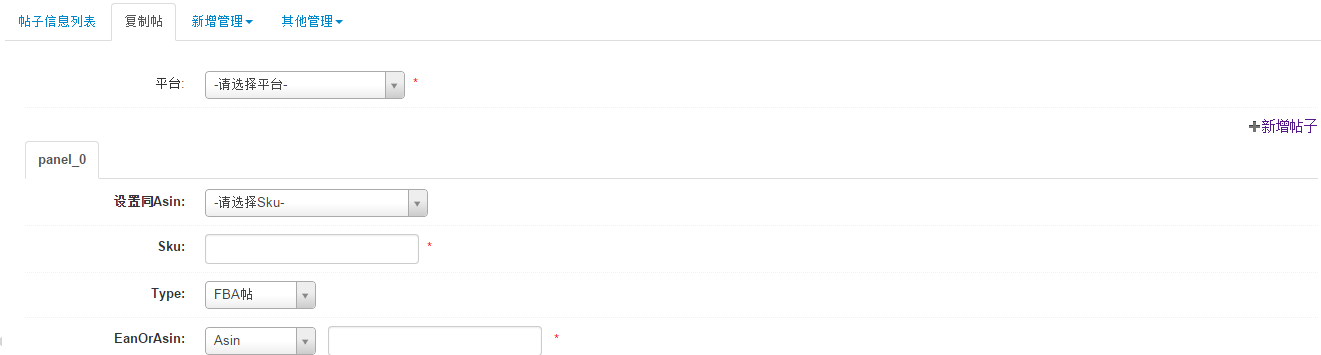 帖子信息列表 复制帖 新增管理 其他管理
平台: -请选择平台- *
新增帖子
panel_0
设置同Asin: -请选择Sku-
Sku: *
Type: FBA帖
EanOrAsin: Asin *